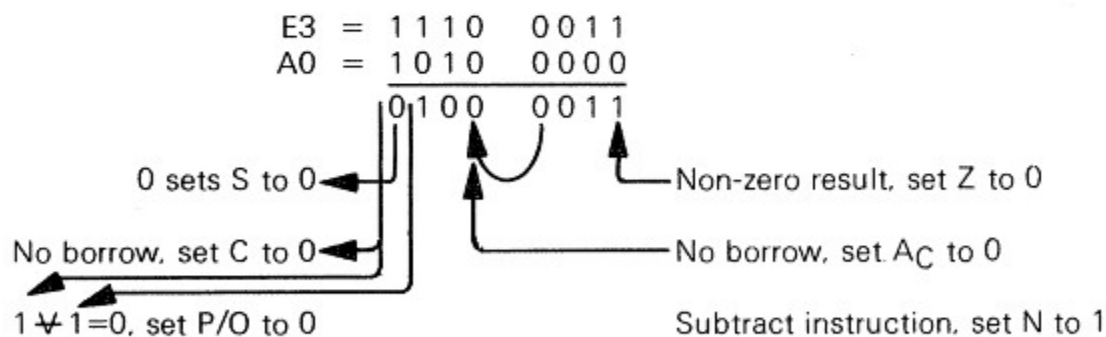 E3 = 1110 0011
A0 = 1010 0000
0100 0011
0 sets S to 0
Non-zero result, set Z to 0
No borrow, set C to 0
No borrow, set AC to 0
1 ⊻ 1=0, set P/O to 0
Subtract instruction, set N to 1